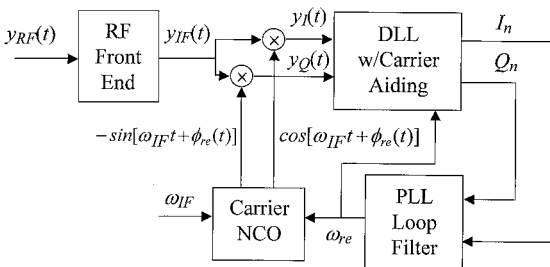 y_RF(t)
RF
Front
End
y_IF(t)
y_I(t)
y_Q(t)
DLL
w/Carrier
Aiding
I_n
Q_n
-sin[ω_IF t+ϕ_re(t)]
cos[ω_IF t+ϕ_re(t)]
ω_IF
Carrier
NCO
ω_re
PLL
Loop
Filter